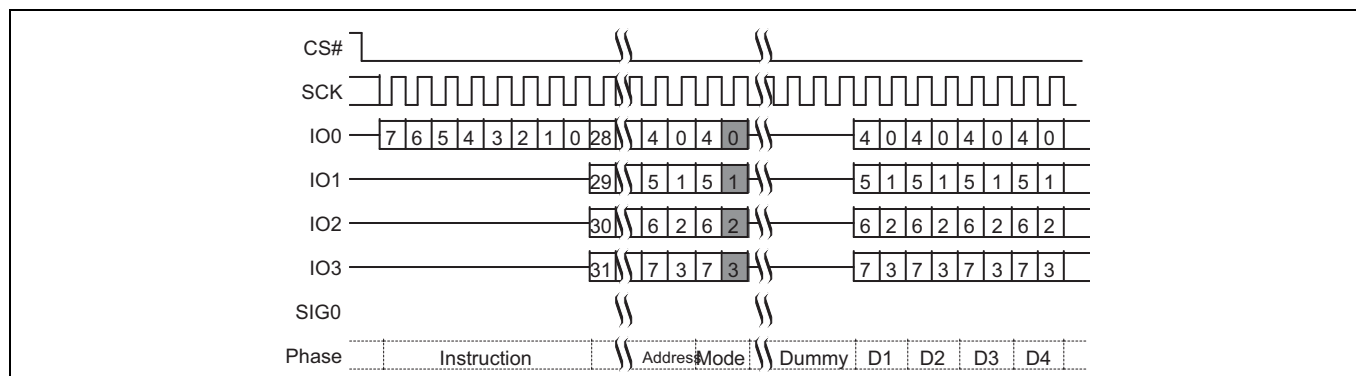 CS#
SCK
IO0 7 6 5 4 3 2 1 0 28 4 0 4 0 4 0 4 0 4 0 4 0
IO1 29 5 1 5 1 5 1 5 1 5 1 5 1
IO2 30 6 2 6 2 6 2 6 2 6 2 6 2
IO3 31 7 3 7 3 7 3 7 3 7 3 7 3
SIG0
Phase Instruction Address Mode Dummy D1 D2 D3 D4